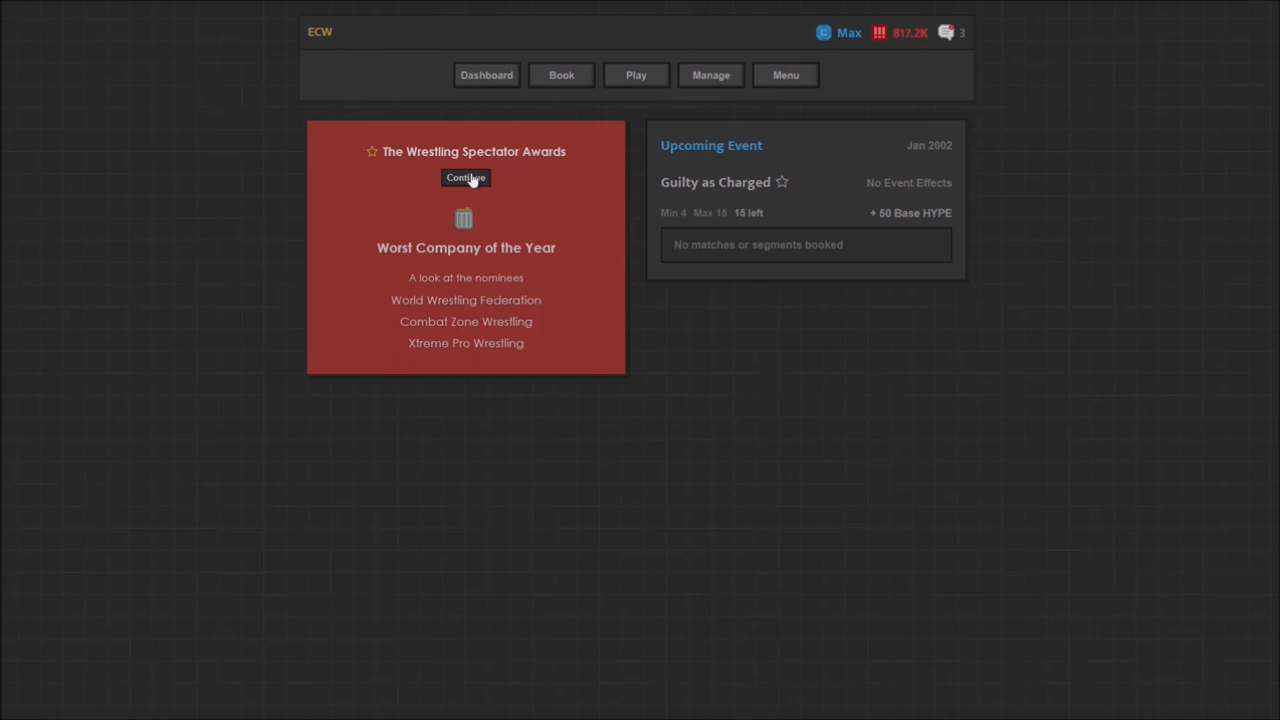 ECW
Max 817.2K 3
Dashboard Book Play Manage Menu
The Wrestling Spectator Awards
Continue
Worst Company of the Year
A look at the nominees
World Wrestling Federation
Combat Zone Wrestling
Xtreme Pro Wrestling
Upcoming Event Jan 2002
Guilty as Charged No Event Effects
Min 4 Max 15 15 left + 50 Base HYPE
No matches or segments booked